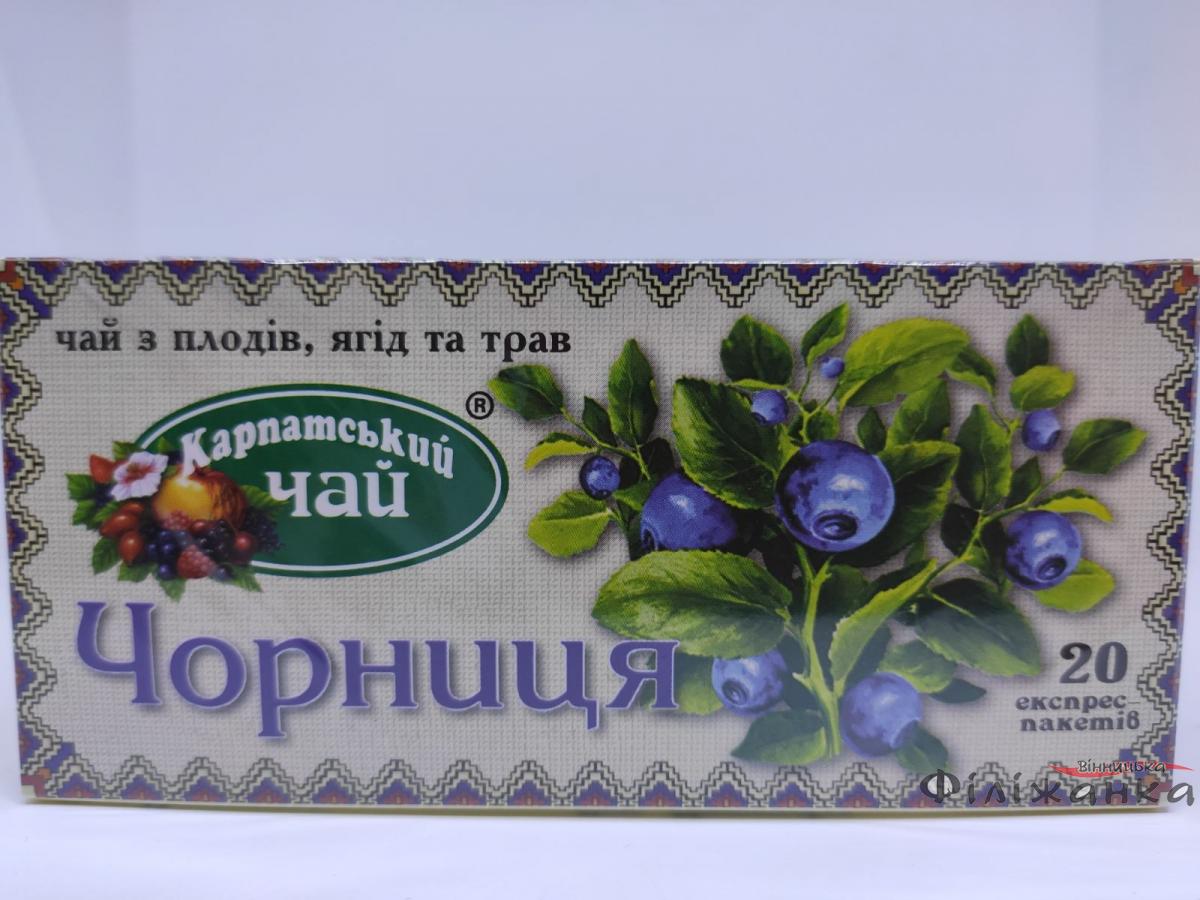 чай з плодів, ягід та трав
®
Карпатський
чай
Чорниця
20
експрес-
пакетів
Вінницька
Філіжанка